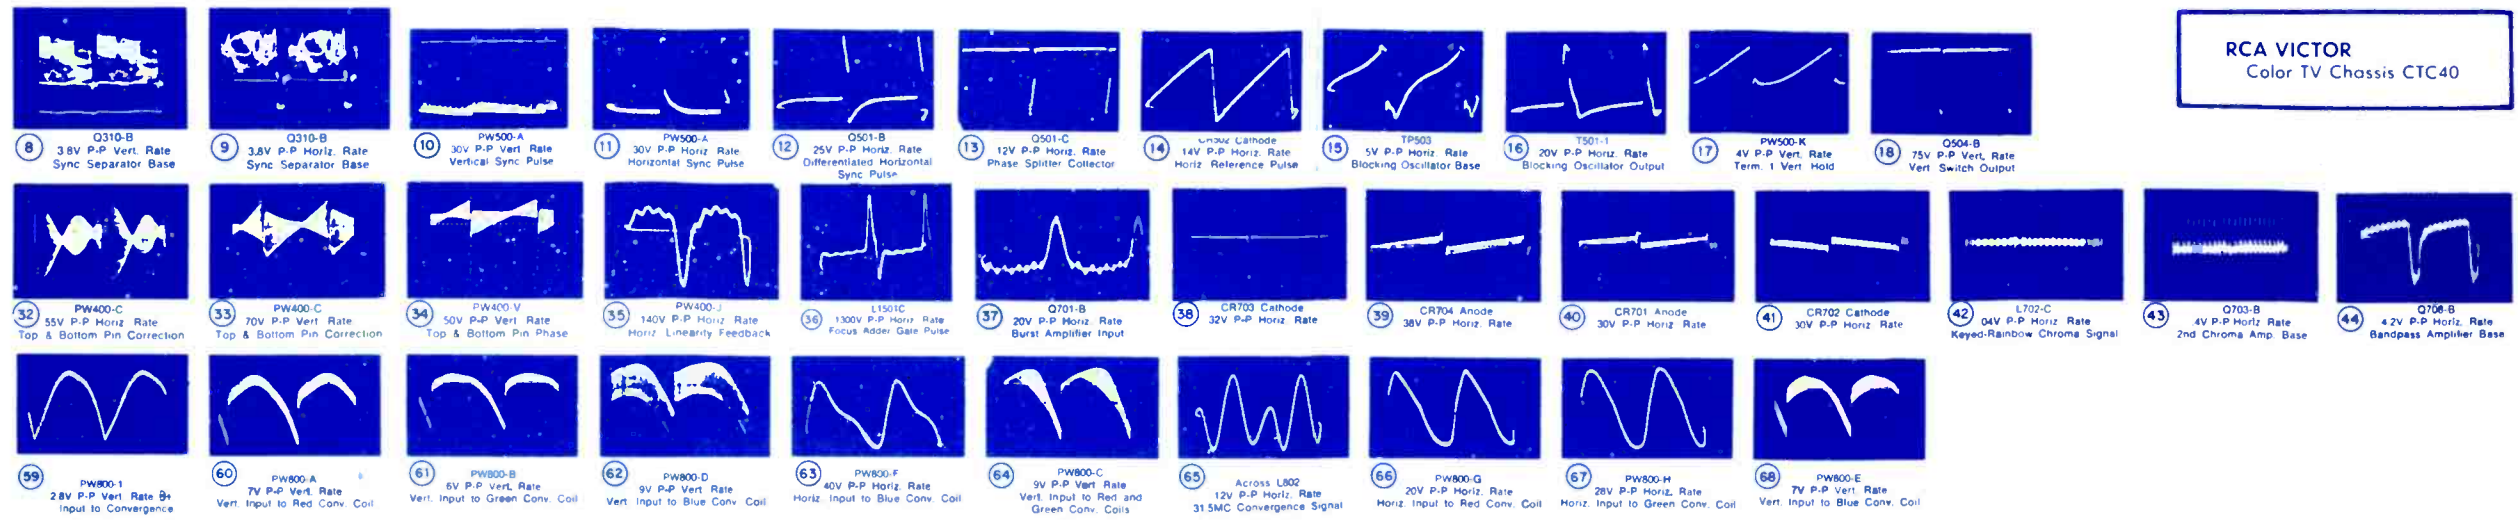 RCA VICTOR
Color TV Chassis CTC40
8
Q310-B
3.8V P-P Vert. Rate
Sync Separator Base
9
Q310-B
3.8V P-P Horiz. Rate
Sync Separator Base
10
PW500-A
30V P-P Vert Rate
Vertical Sync Pulse
11
PW500-A
30V P-P Horiz Rate
Horizontal Sync Pulse
12
Q501-B
25V P-P Horiz. Rate
Differentiated Horizontal
Sync Pulse
13
Q501-C
12V P-P Horiz. Rate
Phase Splitter Collector
14
CR502 Cathode
14V P-P Horiz. Rate
Horiz Reference Pulse
15
TP503
5V P-P Horiz. Rate
Blocking Oscillator Base
16
T501-1
20V P-P Horiz. Rate
Blocking Oscillator Output
17
PW500-K
4V P-P Vert. Rate
Term. 1 Vert Hold
18
Q504-B
75V P-P Vert. Rate
Vert Switch Output
32
PW400-C
55V P-P Horiz Rate
Top & Bottom Pin Correction
33
PW400-C
70V P-P Vert Rate
Top & Bottom Pin Correction
34
PW400-V
50V P-P Vert Rate
Top & Bottom Pin Phase
35
PW400-J
140V P-P Horiz Rate
Horiz Linearity Feedback
36
L1501C
1300V P-P Horiz Rate
Focus Adder Gate Pulse
37
Q701-B
20V P-P Horiz. Rate
Burst Amplifier Input
38
CR703 Cathode
32V P-P Horiz Rate
39
CR704 Anode
38V P-P Horiz. Rate
40
CR701 Anode
30V P-P Horiz. Rate
41
CR702 Cathode
30V P-P Horiz. Rate
42
L702-C
04V P-P Horiz Rate
Keyed-Rainbow Chroma Signal
43
Q703-B
.4V P-P Horiz Rate
2nd Chroma Amp. Base
44
Q706-B
4.2V P-P Horiz. Rate
Bandpass Amplifier Base
59
PW800-1
28V P-P Vert Rate B+
Input to Convergence
60
PW800-A
7V P-P Vert. Rate
Vert. Input to Red Conv. Coil
61
PW800-B
6V P-P Vert. Rate
Vert. Input to Green Conv. Coil
62
PW800-D
9V P-P Vert Rate
Vert Input to Blue Conv. Coil
63
PW800-F
40V P-P Horiz. Rate
Horiz Input to Blue Conv. Coil
64
PW800-C
9V P-P Vert Rate
Vert. Input to Red and
Green Conv. Coils
65
Across L802
12V P-P Horiz. Rate
31.5MC Convergence Signal
66
PW800-G
20V P-P Horiz. Rate
Horiz. Input to Red Conv. Coil
67
PW800-H
28V P-P Horiz. Rate
Horiz. Input to Green Conv. Coil
68
PW800-E
7V P-P Vert. Rate
Vert. Input to Blue Conv. Coil